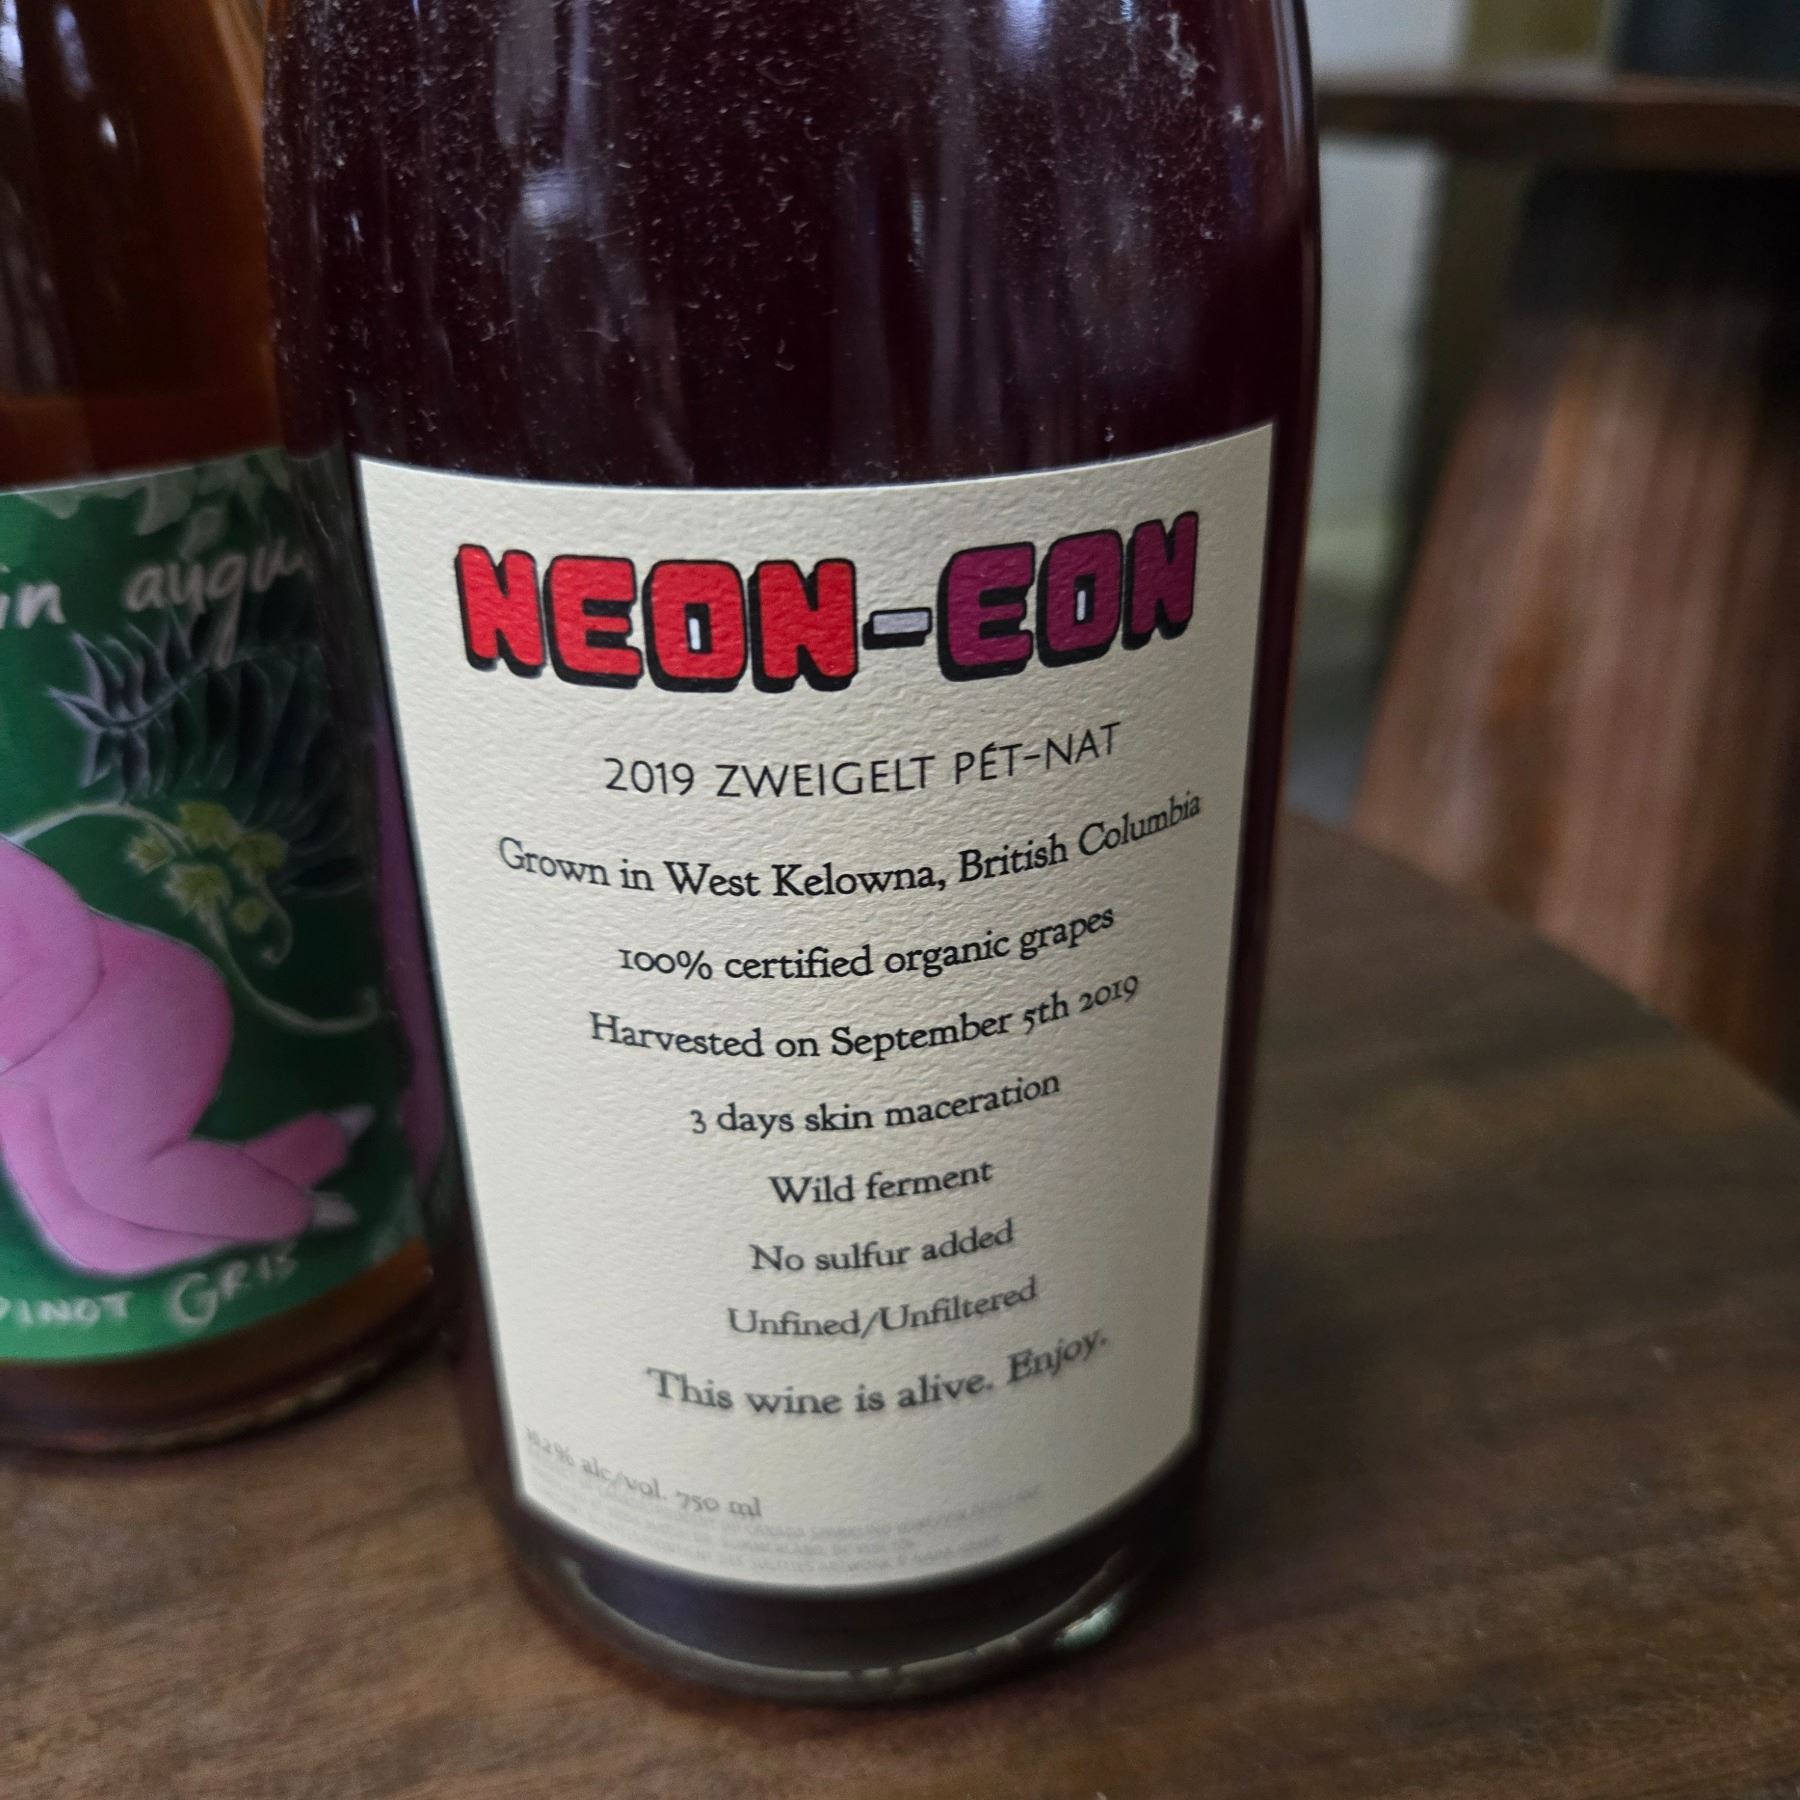 NEON-EON
2019 ZWEIGELT PÉT-NAT
Grown in West Kelowna, British Columbia
100% certified organic grapes
Harvested on September 5th 2019
3 days skin maceration
Wild ferment
No sulfur added
Unfined/Unfiltered
This wine is alive. Enjoy.
alc/vol. 750 ml
in
PINOT GRIS